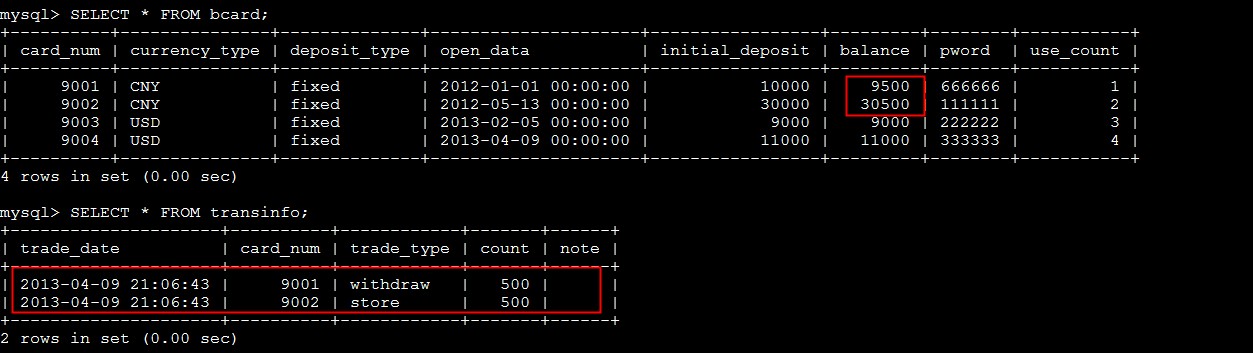 mysql> SELECT * FROM bcard;
+----------+---------------+--------------+---------------------+-----------------+---------+--------+-----------+
| card_num | currency_type | deposit_type | open_data           | initial_deposit | balance | pword  | use_count |
+----------+---------------+--------------+---------------------+-----------------+---------+--------+-----------+
|     9001 | CNY           | fixed        | 2012-01-01 00:00:00 |           10000 |    9500 | 666666 |         1 |
|     9002 | CNY           | fixed        | 2012-05-13 00:00:00 |           30000 |   30500 | 111111 |         2 |
|     9003 | USD           | fixed        | 2013-02-05 00:00:00 |            9000 |    9000 | 222222 |         3 |
|     9004 | USD           | fixed        | 2013-04-09 00:00:00 |           11000 |   11000 | 333333 |         4 |
+----------+---------------+--------------+---------------------+-----------------+---------+--------+-----------+
4 rows in set (0.00 sec)
mysql> SELECT * FROM transinfo;
+---------------------+----------+------------+-------+------+
| trade_date          | card_num | trade_type | count | note |
+---------------------+----------+------------+-------+------+
| 2013-04-09 21:06:43 |     9001 | withdraw   |   500 |      |
| 2013-04-09 21:06:43 |     9002 | store      |   500 |      |
+---------------------+----------+------------+-------+------+
2 rows in set (0.00 sec)